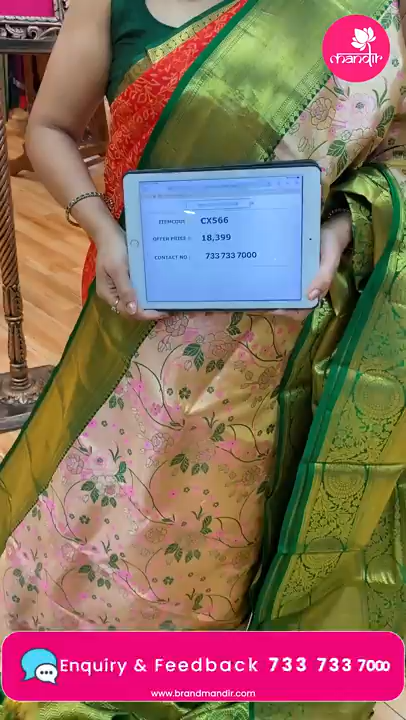 mandir
ITEMCODE : CX566
OFFER PRICE : 18,399
CONTACT NO : 733 733 7000
Enquiry & Feedback 733 733 7000
www.brandmandir.com